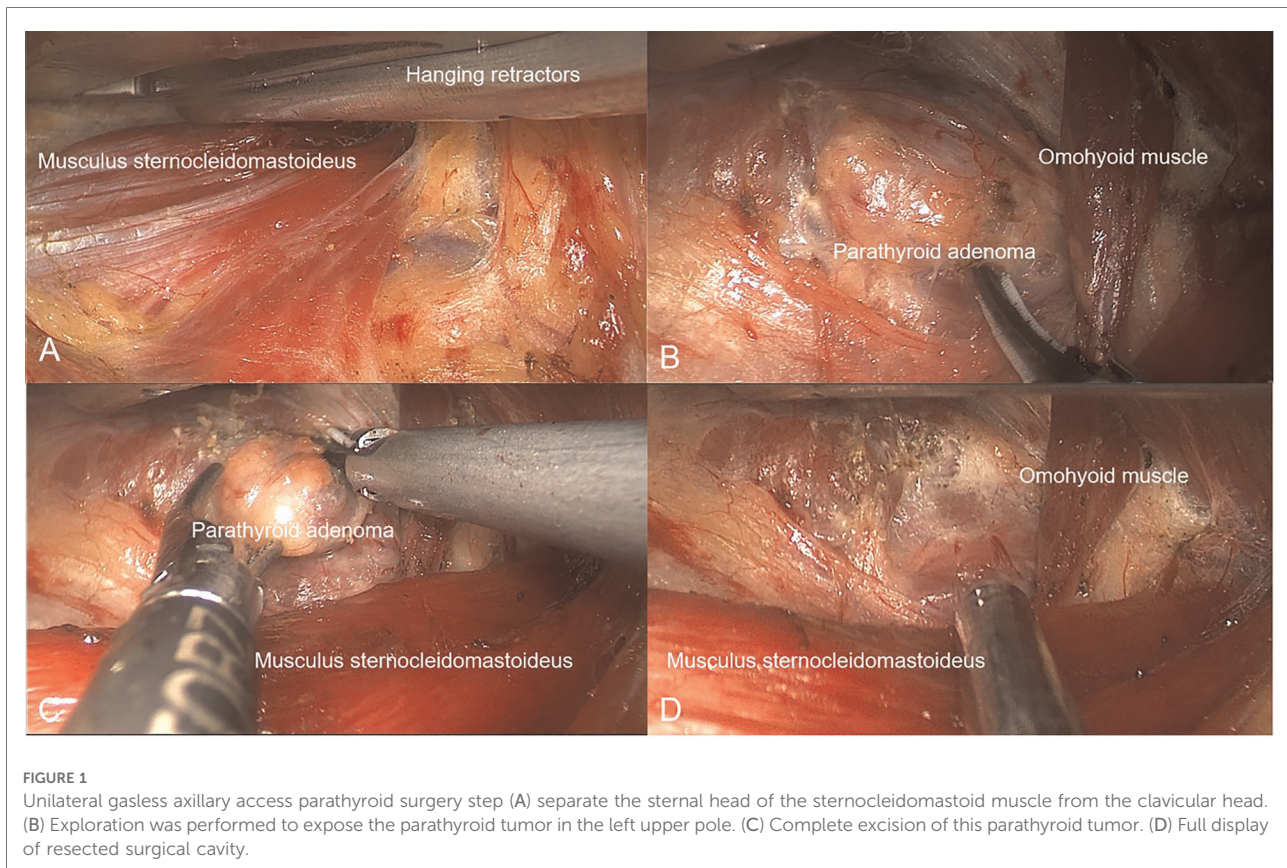 Hanging retractors
Musculus sternocleidomastoideus
A
Omohyoid muscle
Parathyroid adenoma
B
Parathyroid adenoma
Musculus sternocleidomastoideus
C
Omohyoid muscle
Musculus sternocleidomastoideus
D
FIGURE 1
Unilateral gasless axillary access parathyroid surgery step (A) separate the sternal head of the sternocleidomastoid muscle from the clavicular head.
(B) Exploration was performed to expose the parathyroid tumor in the left upper pole. (C) Complete excision of this parathyroid tumor. (D) Full display
of resected surgical cavity.